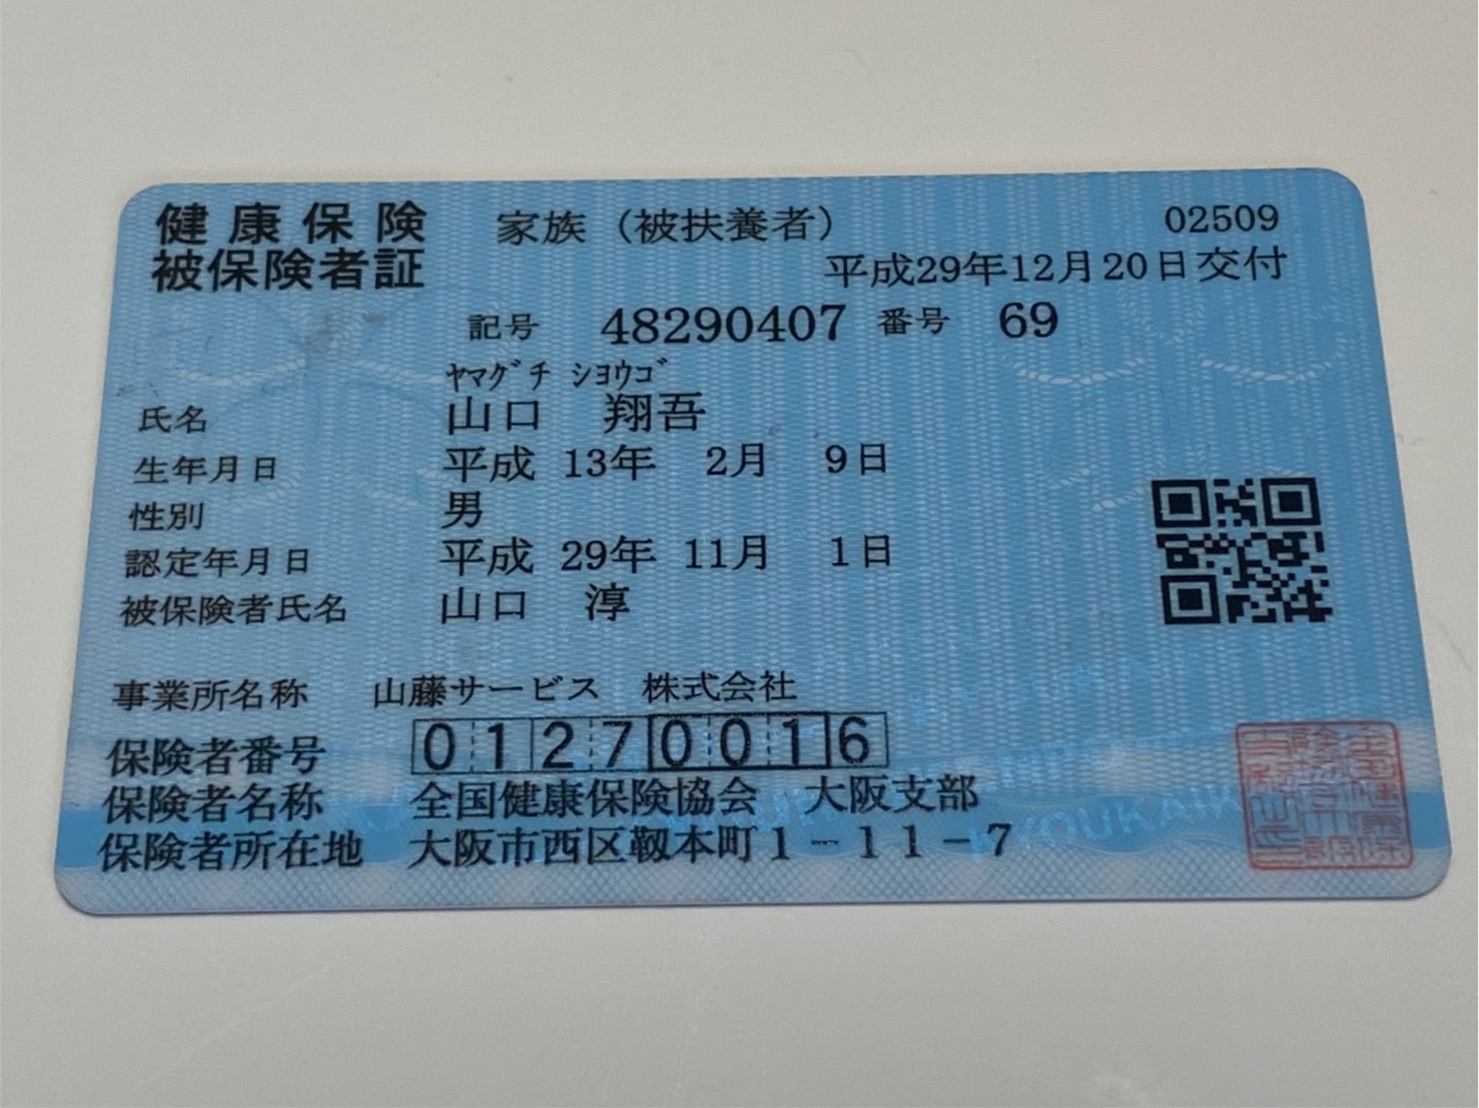 健康保険 家族（被扶養者） 02509
被保険者証 平成29年12月20日交付
記号 48290407 番号 69
ﾔﾏｸﾞﾁ ｼﾖｳｺﾞ
氏名 山口 翔吾
生年月日 平成 13年 2月 9日
性別 男
認定年月日 平成 29年 11月 1日
被保険者氏名 山口 淳
事業所名称 山藤サービス 株式会社
保険者番号 01270016
保険者名称 全国健康保険協会 大阪支部
保険者所在地 大阪市西区靱本町1－11－7